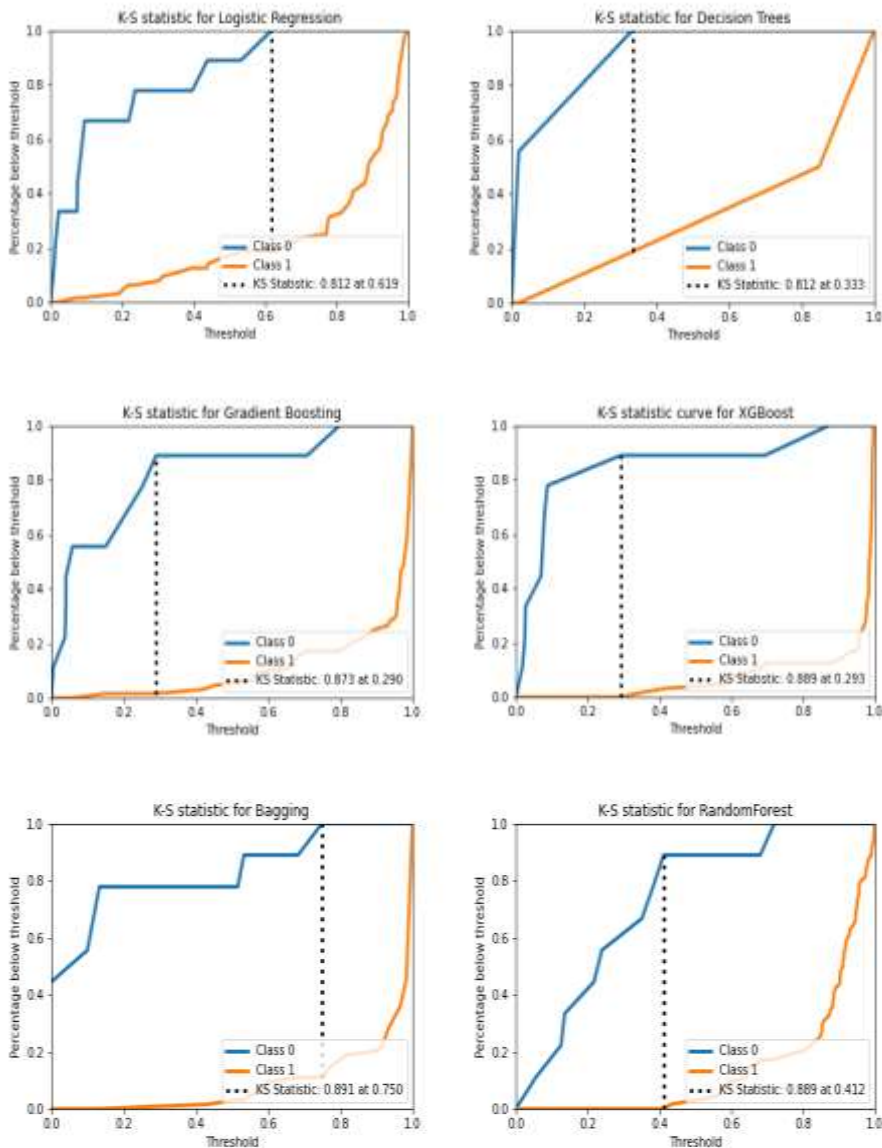 K-S statistic for Logistic Regression
Percentage below threshold
1.0
0.8
0.6
0.4
0.2
0.0
Class 0
Class 1
KS Statistic: 0.812 at 0.619
0.0 0.2 0.4 0.6 0.8 1.0
Threshold
K-S statistic for Decision Trees
Percentage below threshold
1.0
0.8
0.6
0.4
0.2
0.0
Class 0
Class 1
KS Statistic: 0.812 at 0.333
0.0 0.2 0.4 0.6 0.8 1.0
Threshold
K-S statistic for Gradient Boosting
Percentage below threshold
1.0
0.8
0.6
0.4
0.2
0.0
Class 0
Class 1
KS Statistic: 0.873 at 0.290
0.0 0.2 0.4 0.6 0.8 1.0
Threshold
K-S statistic curve for XGBoost
Percentage below threshold
1.0
0.8
0.6
0.4
0.2
0.0
Class 0
Class 1
KS Statistic: 0.889 at 0.293
0.0 0.2 0.4 0.6 0.8 1.0
Threshold
K-S statistic for Bagging
Percentage below threshold
1.0
0.8
0.6
0.4
0.2
0.0
Class 0
Class 1
KS Statistic: 0.891 at 0.750
0.0 0.2 0.4 0.6 0.8 1.0
Threshold
K-S statistic for RandomForest
Percentage below threshold
1.0
0.8
0.6
0.4
0.2
0.0
Class 0
Class 1
KS Statistic: 0.889 at 0.412
0.0 0.2 0.4 0.6 0.8 1.0
Threshold